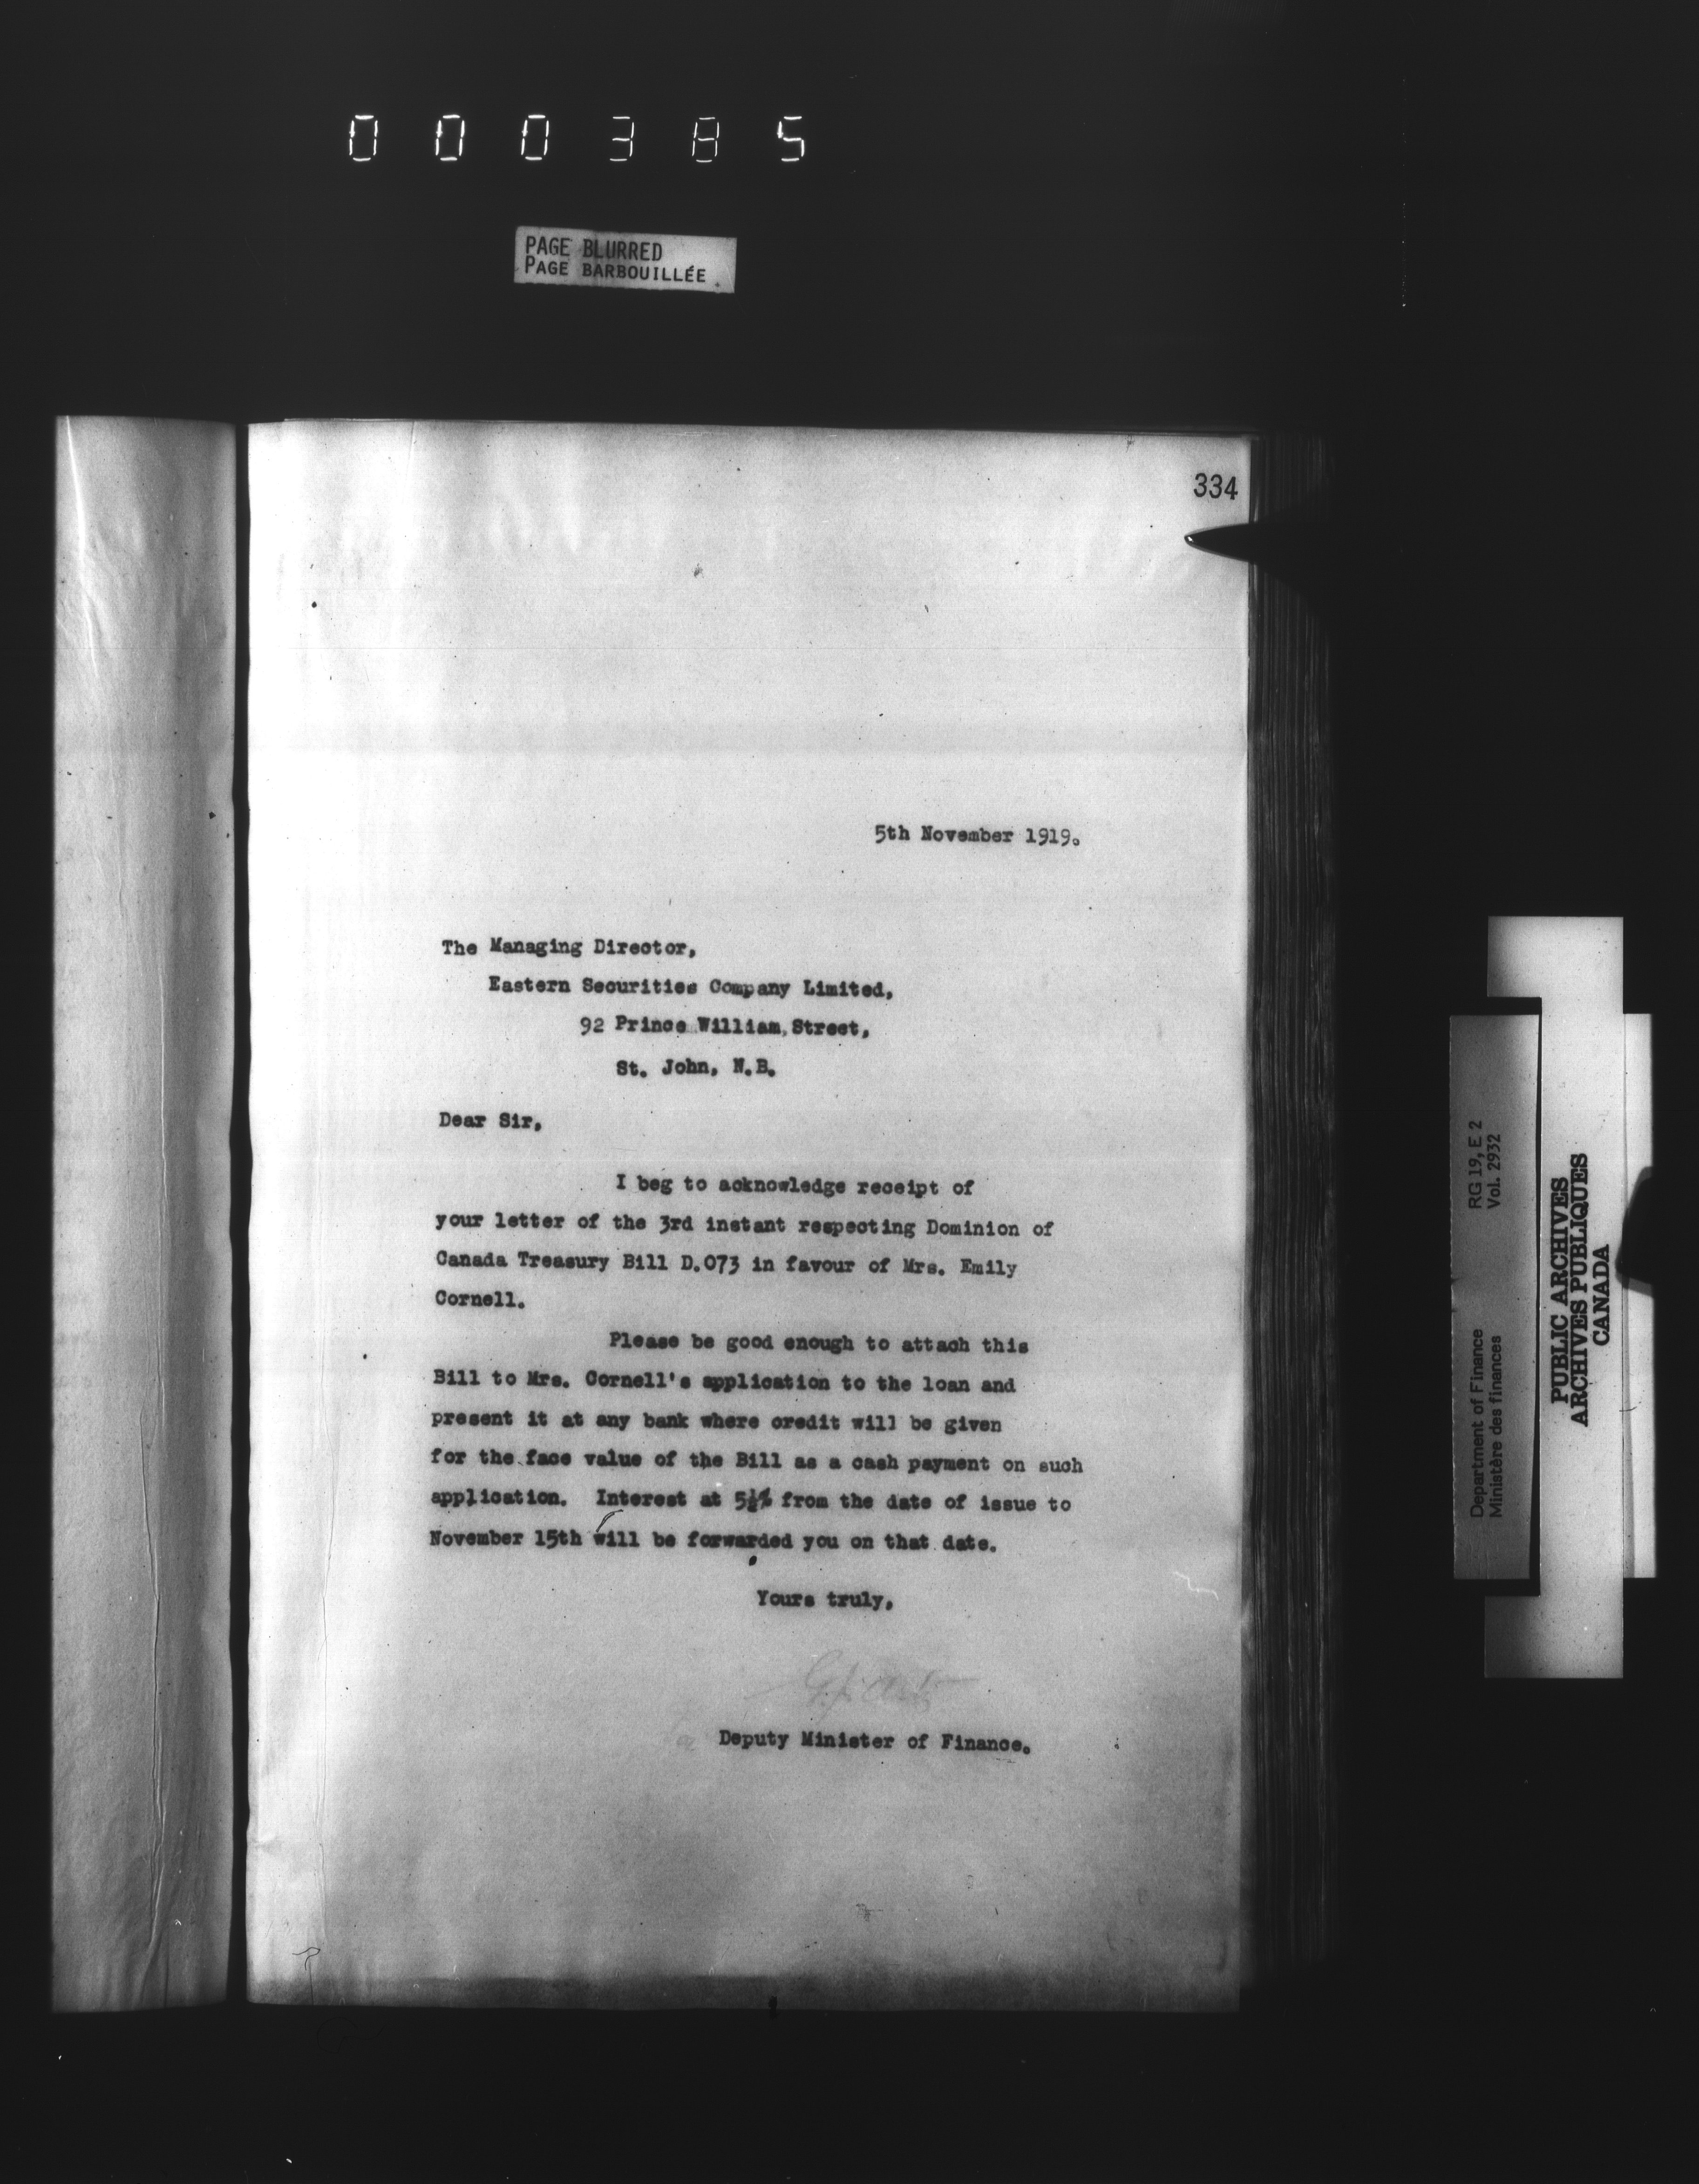 000385
PAGE BLURRED
PAGE BARBOUILLÉE
334
5th November 1919.
The Managing Director,
Eastern Securities Company Limited,
92 Prince William Street,
St. John, N.B.
Dear Sir,
I beg to acknowledge receipt of
your letter of the 3rd instant respecting Dominion of
Canada Treasury Bill D.073 in favour of Mrs. Emily
Cornell.
Please be good enough to attach this
Bill to Mrs. Cornell's application to the loan and
present it at any bank where credit will be given
for the face value of the Bill as a cash payment on such
application. Interest at 5½% from the date of issue to
November 15th will be forwarded you on that date.
Yours truly,
Deputy Minister of Finance.
Department of Finance RG 19, E 2
Ministère des finances Vol. 2932
PUBLIC ARCHIVES
ARCHIVES PUBLIQUES
CANADA